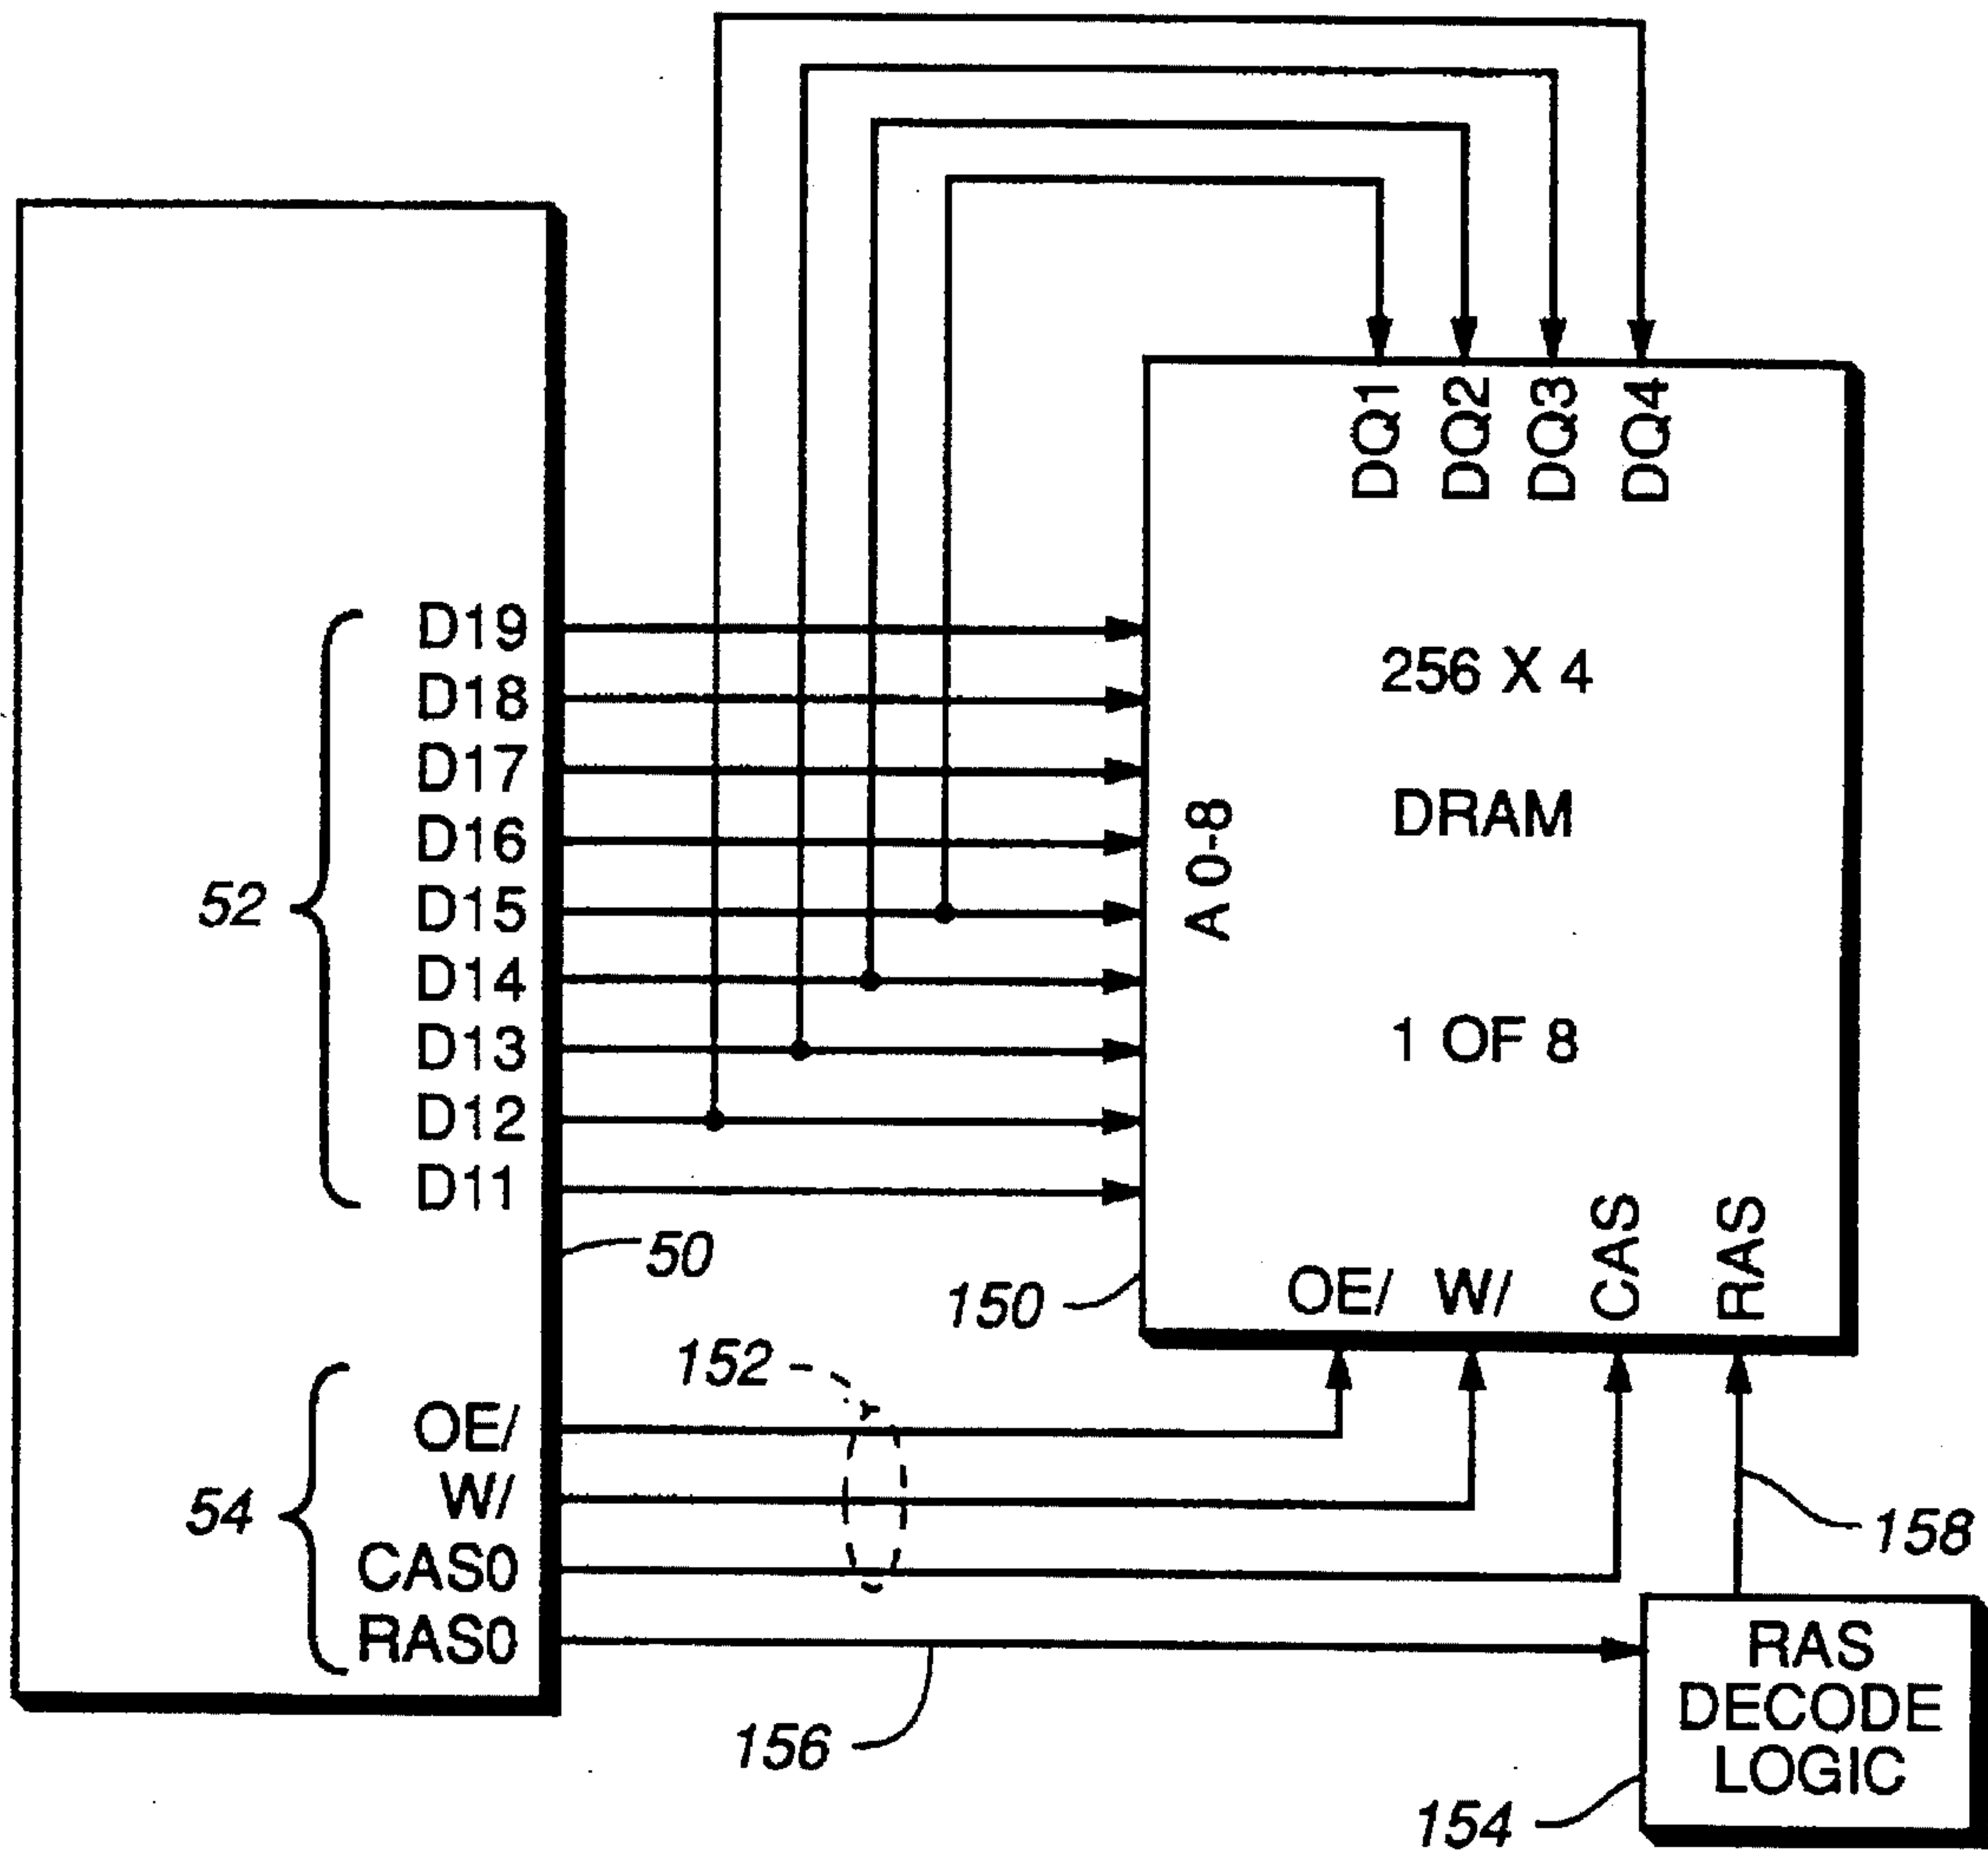 DQ1
DQ2
DQ3
DQ4
D19
D18
D17
D16
D15
D14
D13
D12
D11
52
256 X 4
DRAM
1 OF 8
A 0-8
50
150
OE/
W/
CAS
RAS
152
OE/
W/
CAS0
RAS0
54
158
156
RAS
DECODE
LOGIC
154